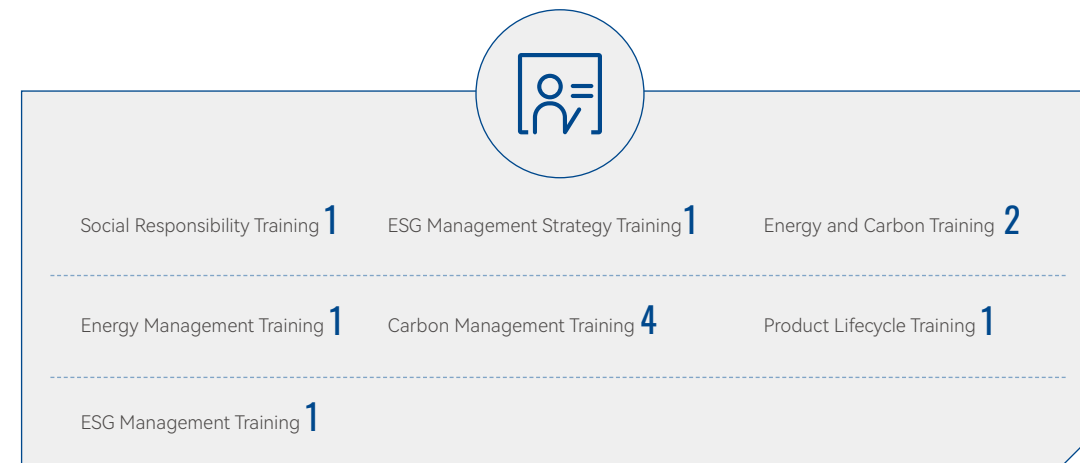 Social Responsibility Training 1
ESG Management Strategy Training 1
Energy and Carbon Training 2
Energy Management Training 1
Carbon Management Training 4
Product Lifecycle Training 1
ESG Management Training 1